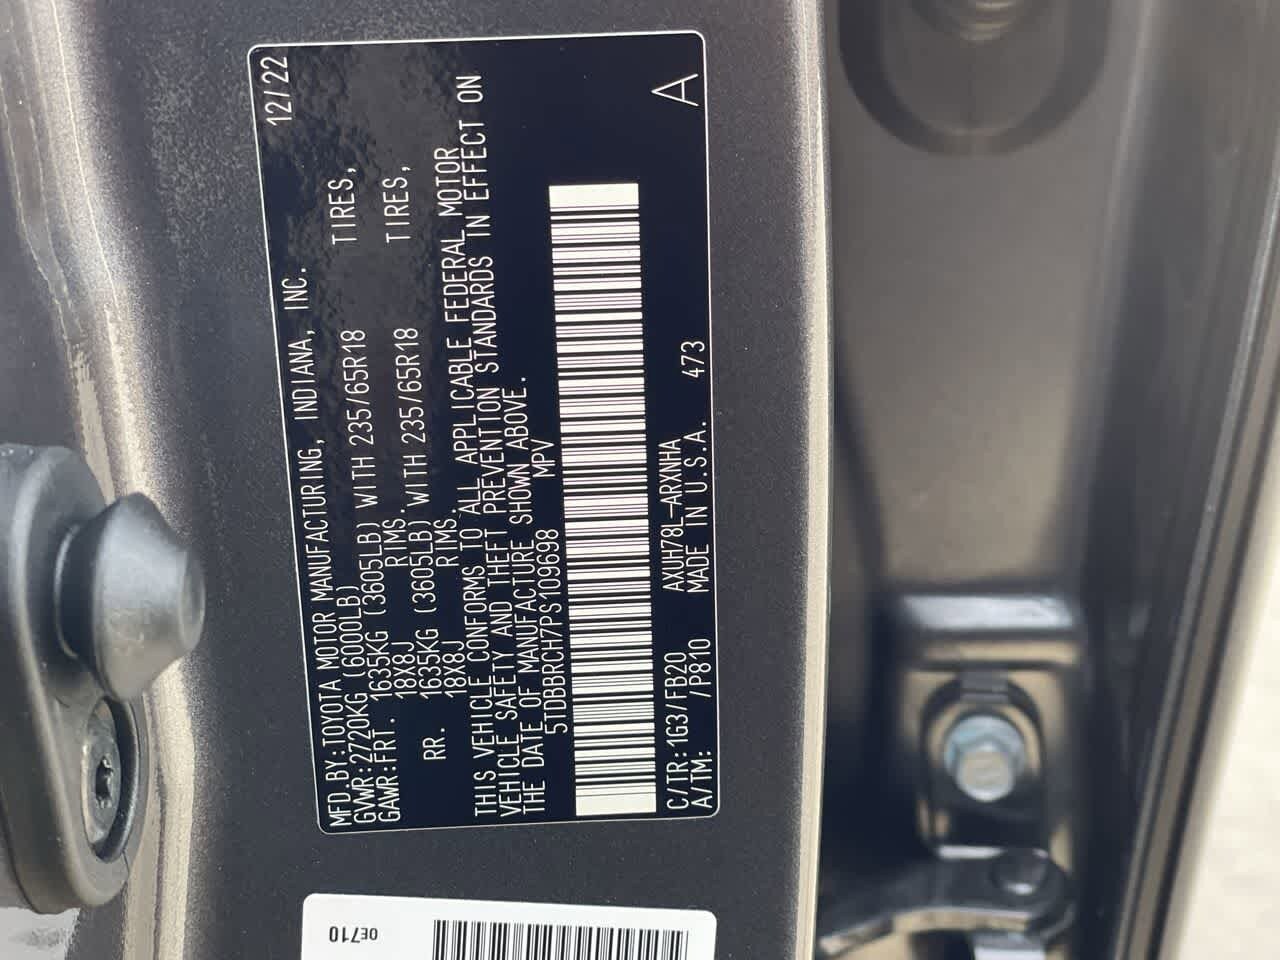 MFD.BY:TOYOTA MOTOR MANUFACTURING, INDIANA, INC. 12/22
GVWR:2720KG (6000LB)
GAWR:FRT. 1635KG (3605LB) WITH 235/65R18 TIRES,
18X8J RIMS.
RR. 1635KG (3605LB) WITH 235/65R18 TIRES,
18X8J RIMS.
THIS VEHICLE CONFORMS TO ALL APPLICABLE FEDERAL MOTOR
VEHICLE SAFETY AND THEFT PREVENTION STANDARDS IN EFFECT ON
THE DATE OF MANUFACTURE SHOWN ABOVE.
5TDBBRCH7PS109698 MPV
C/TR:1G3/FB20 AXUH78L-ARXNHA
A/TM: /P810 MADE IN U.S.A. 473
A
0E710